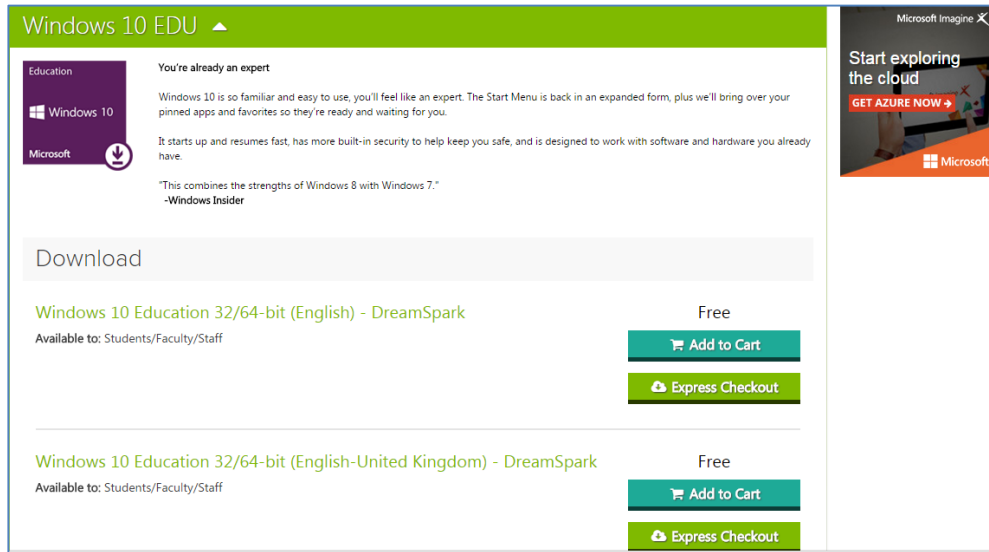 Windows 10 EDU
Education
Windows 10
Microsoft
You're already an expert
Windows 10 is so familiar and easy to use, you'll feel like an expert. The Start Menu is back in an expanded form, plus we'll bring over your
pinned apps and favorites so they're ready and waiting for you.
It starts up and resumes fast, has more built-in security to help keep you safe, and is designed to work with software and hardware you already
have.
"This combines the strengths of Windows 8 with Windows 7."
-Windows Insider
Download
Windows 10 Education 32/64-bit (English) - DreamSpark
Available to: Students/Faculty/Staff
Free
Add to Cart
Express Checkout
Windows 10 Education 32/64-bit (English-United Kingdom) - DreamSpark
Available to: Students/Faculty/Staff
Free
Add to Cart
Express Checkout
Microsoft Imagine X
Start exploring
the cloud
GET AZURE NOW
Microsoft